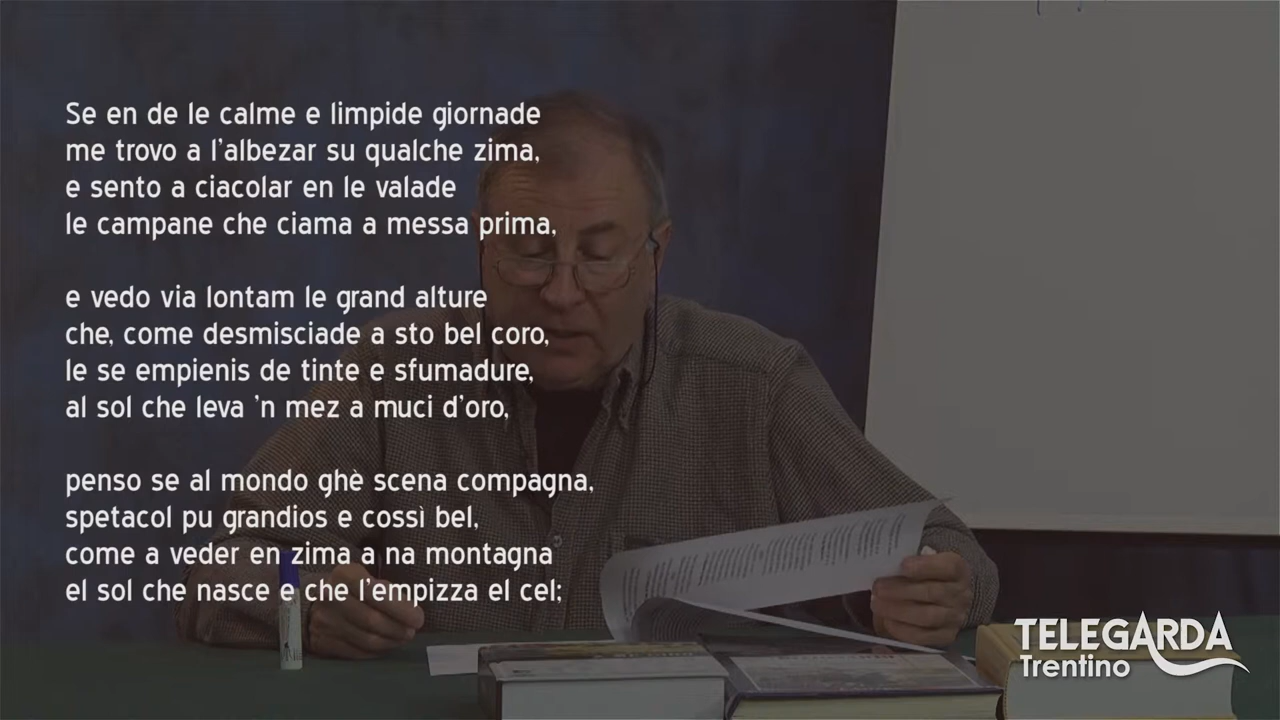 Se en de le calme e limpide giornade
me trovo a l'albezar su qualche zima,
e sento a ciacolar en le valade
le campane che ciama a messa prima,
e vedo via lontam le grand alture
che, come desmisciade a sto bel coro,
le se empienis de tinte e sfumadure,
al sol che leva 'n mez a muci d'oro,
penso se al mondo ghè scena compagna,
spetacol pu grandios e cossì bel,
come a veder en zima a na montagna
el sol che nasce e che l'empizza el cel;
TELEGARDA
Trentino